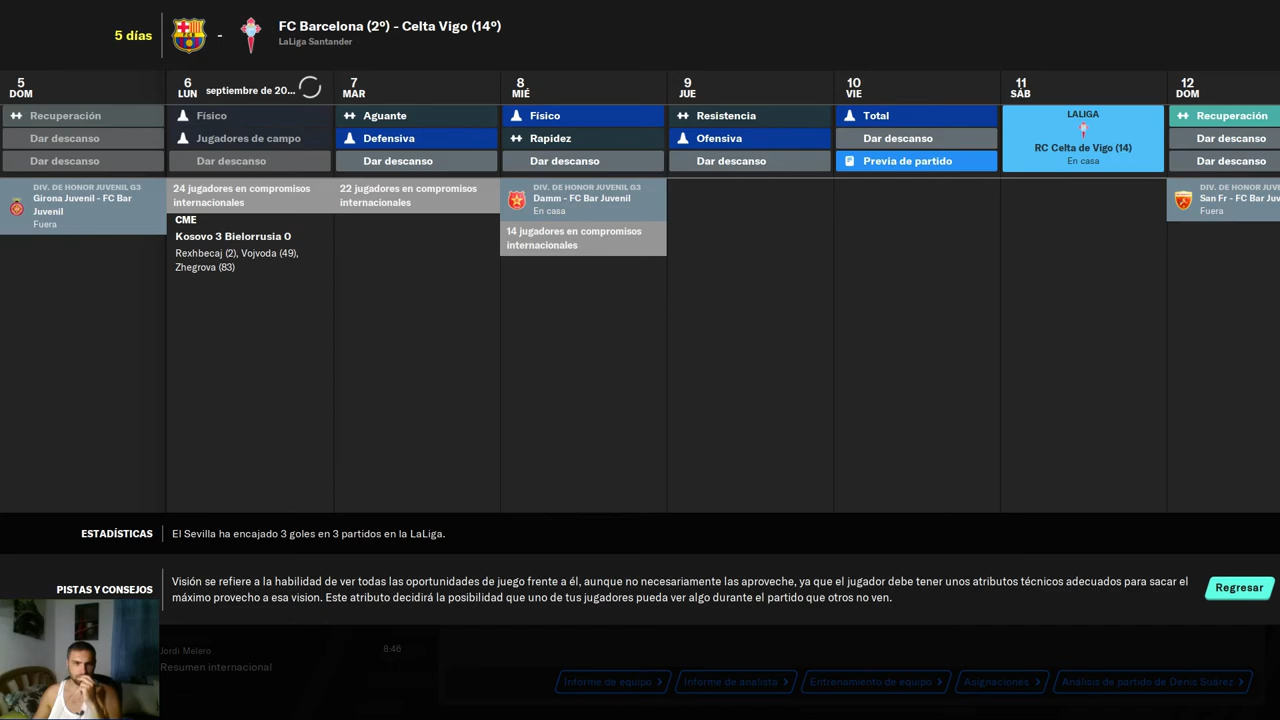 5 días
FC Barcelona (2º) - Celta Vigo (14º)
LaLiga Santander
5
DOM
6
LUN septiembre de 20...
7
MAR
8
MIÉ
9
JUE
10
VIE
11
SÁB
12
DOM
Recuperación
Dar descanso
Dar descanso
Físico
Jugadores de campo
Dar descanso
Aguante
Defensiva
Dar descanso
Físico
Rapidez
Dar descanso
Resistencia
Ofensiva
Dar descanso
Total
Dar descanso
Previa de partido
LALIGA
RC Celta de Vigo (14)
En casa
Recuperación
Dar descanso
Dar descanso
DIV. DE HONOR JUVENIL G3
Girona Juvenil - FC Bar
Juvenil
Fuera
24 jugadores en compromisos
internacionales
CME
Kosovo 3 Bielorrusia 0
Rexhbecaj (2), Vojvoda (49),
Zhegrova (83)
22 jugadores en compromisos
internacionales
DIV. DE HONOR JUVENIL G3
Damm - FC Bar Juvenil
En casa
14 jugadores en compromisos
internacionales
DIV. DE HONOR JUVE
San Fr - FC Bar Juv
Fuera
ESTADÍSTICAS
El Sevilla ha encajado 3 goles en 3 partidos en la LaLiga.
PISTAS Y CONSEJOS
Visión se refiere a la habilidad de ver todas las oportunidades de juego frente a él, aunque no necesariamente las aproveche, ya que el jugador debe tener unos atributos técnicos adecuados para sacar el
máximo provecho a esa vision. Este atributo decidirá la posibilidad que uno de tus jugadores pueda ver algo durante el partido que otros no ven.
Regresar
Jordi Melero
8:46
Resumen internacional
Informe de equipo
Informe de analista
Entrenamiento de equipo
Asignaciones
Análisis de partido de Denis Suárez